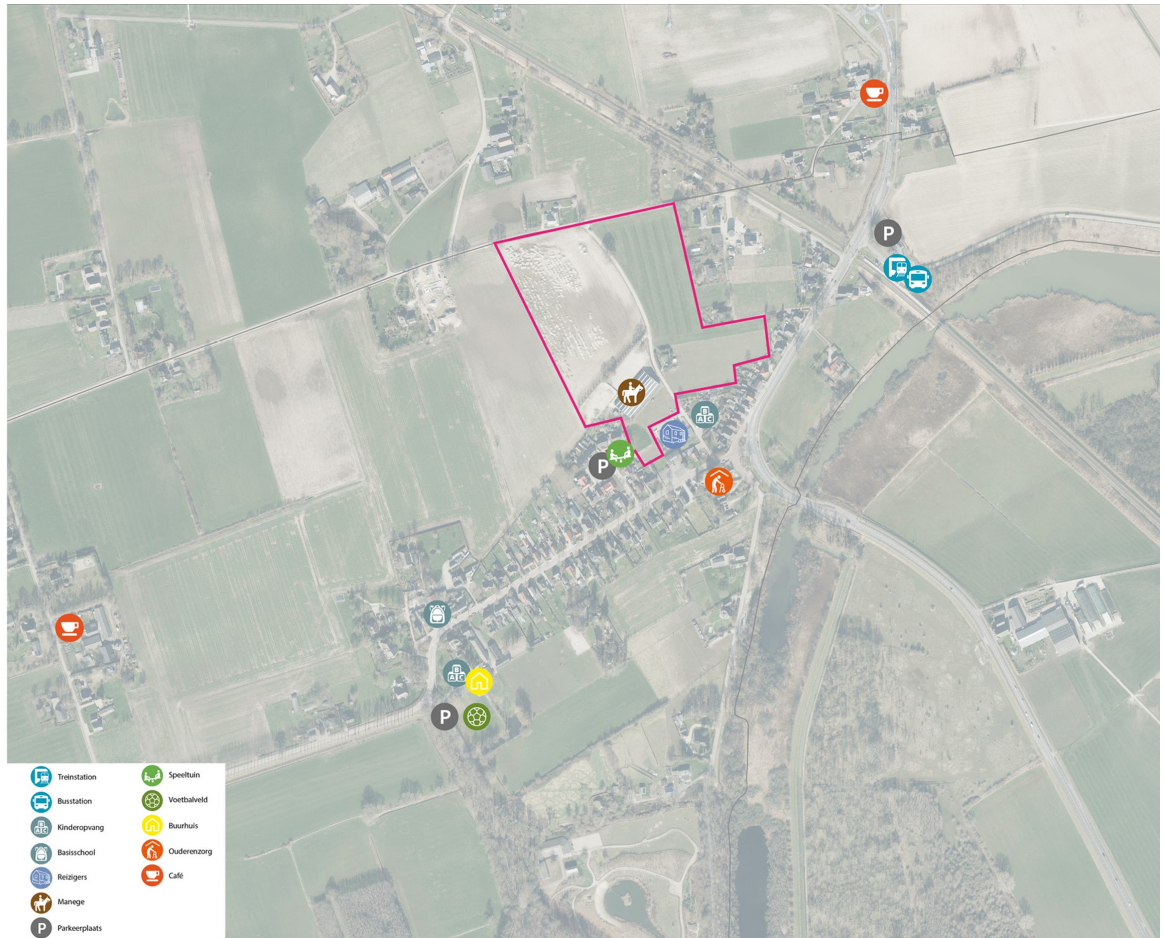 P
P
P
B
A C
B
A C
Treinstation
Busstation
B
A C
Kinderopvang
Basisschool
Reizigers
Manege
P
Parkeerplaats
Speeltuin
Voetbalveld
Buurhuis
Ouderenzorg
Café